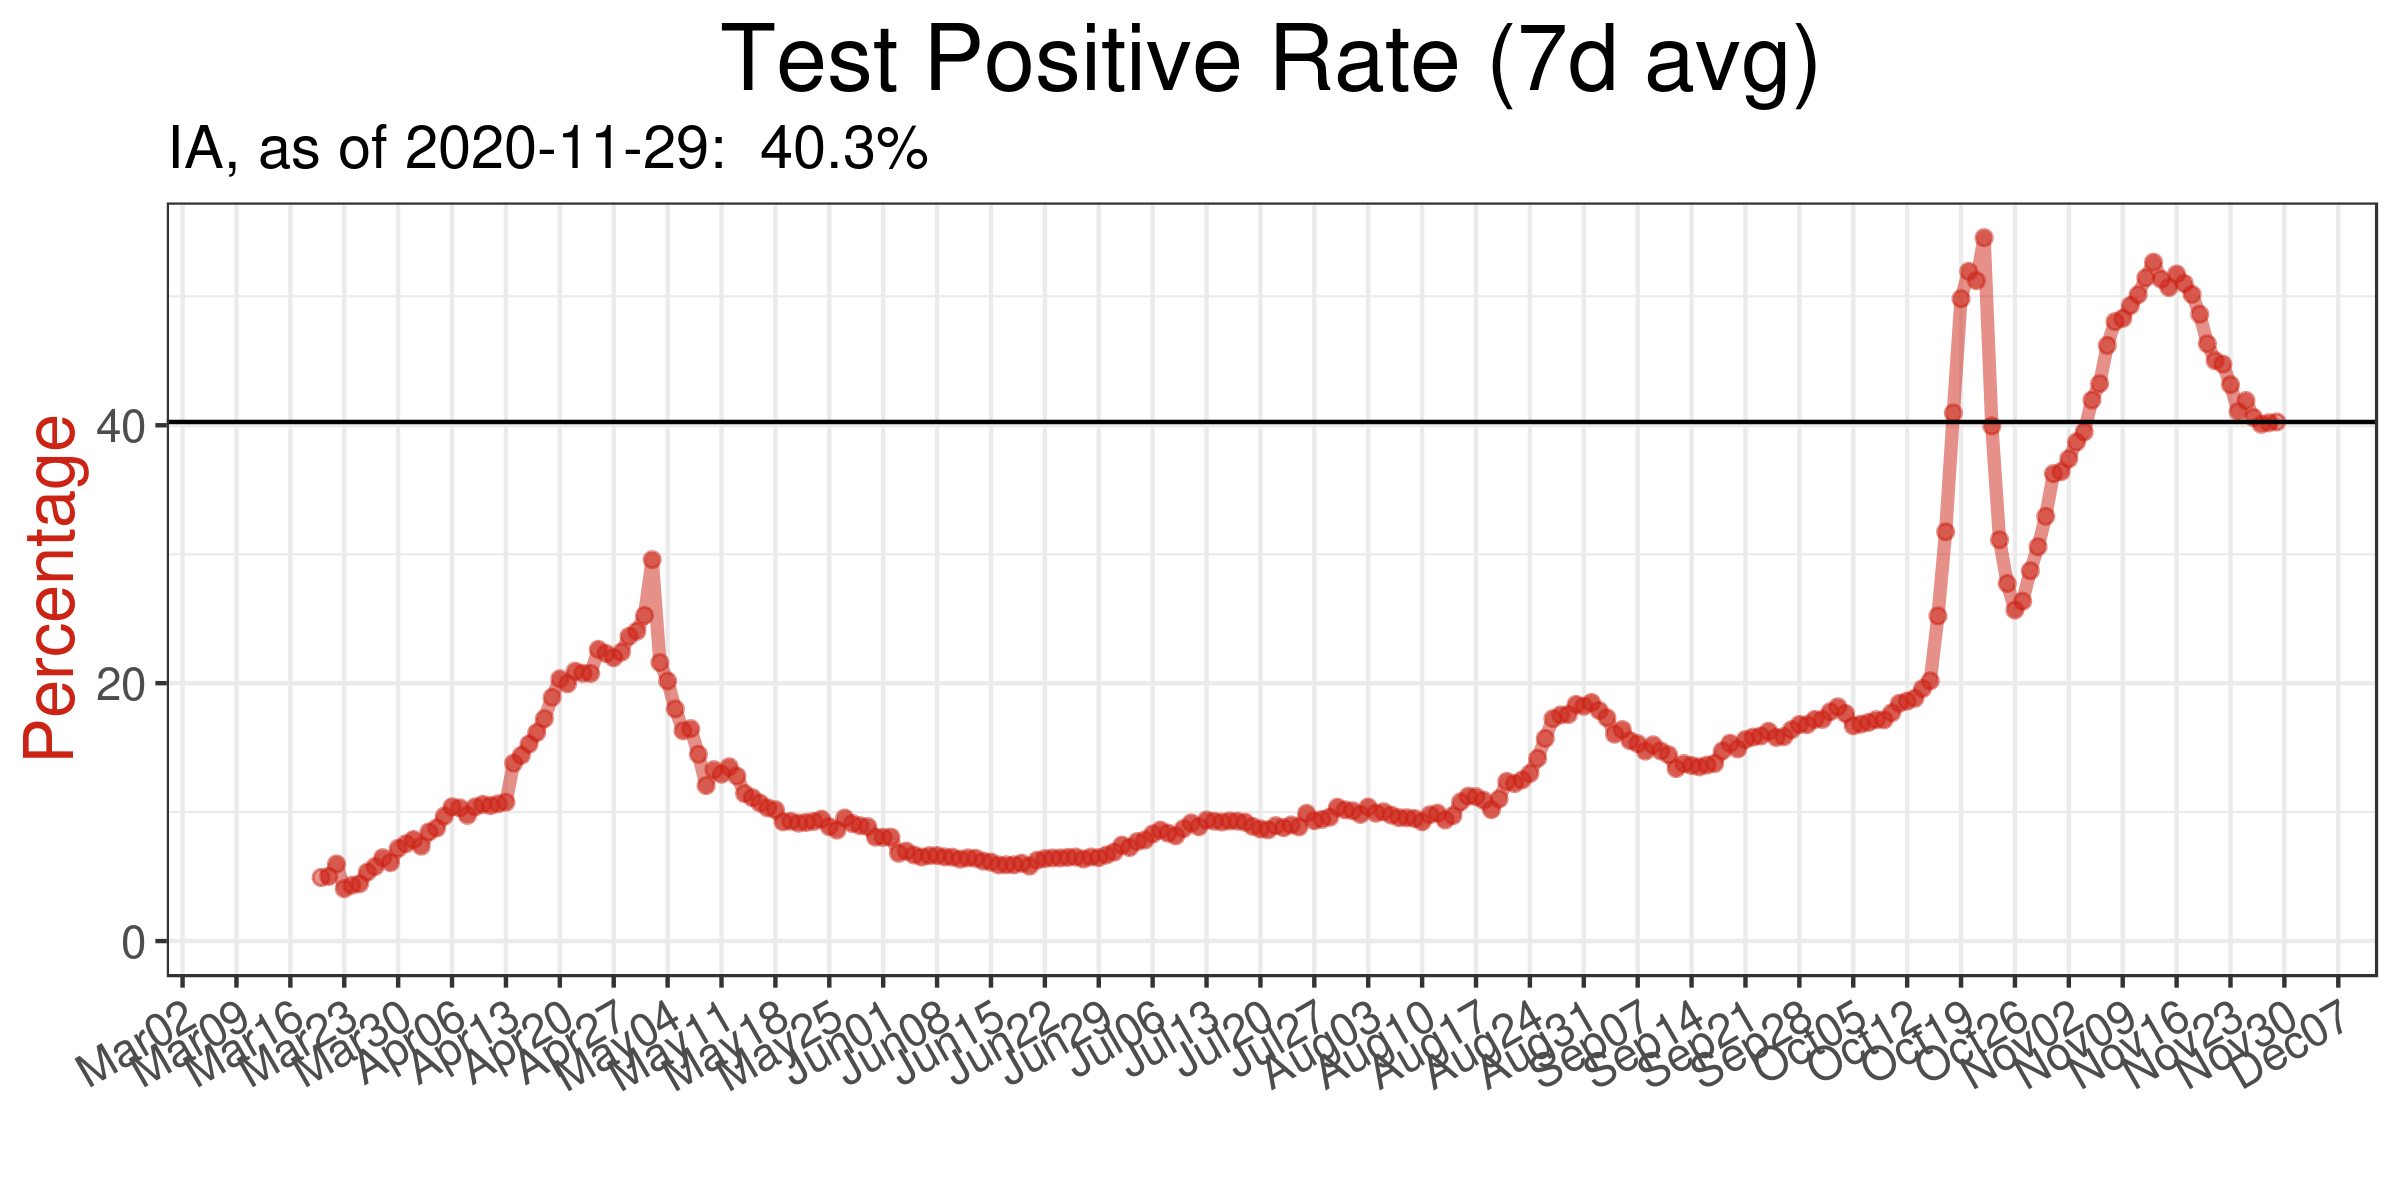 Test Positive Rate (7d avg)
IA, as of 2020-11-29:  40.3%
Percentage
40
20
0
Mar02
Mar09
Mar16
Mar23
Mar30
Apr06
Apr13
Apr20
Apr27
May04
May11
May18
May25
Jun01
Jun08
Jun15
Jun22
Jun29
Jul06
Jul13
Jul20
Jul27
Aug03
Aug10
Aug17
Aug24
Aug31
Sep07
Sep14
Sep21
Sep28
Oct05
Oct12
Oct19
Oct26
Nov02
Nov09
Nov16
Nov23
Nov30
Dec07